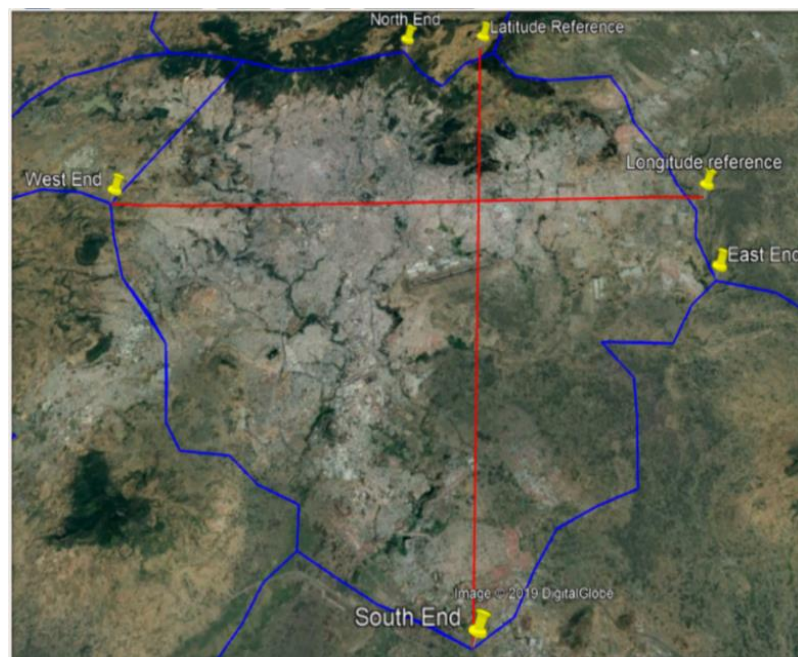 North End
Latitude Reference
Longitude reference
West End
East End
Image © 2019 DigitalGlobe
South End